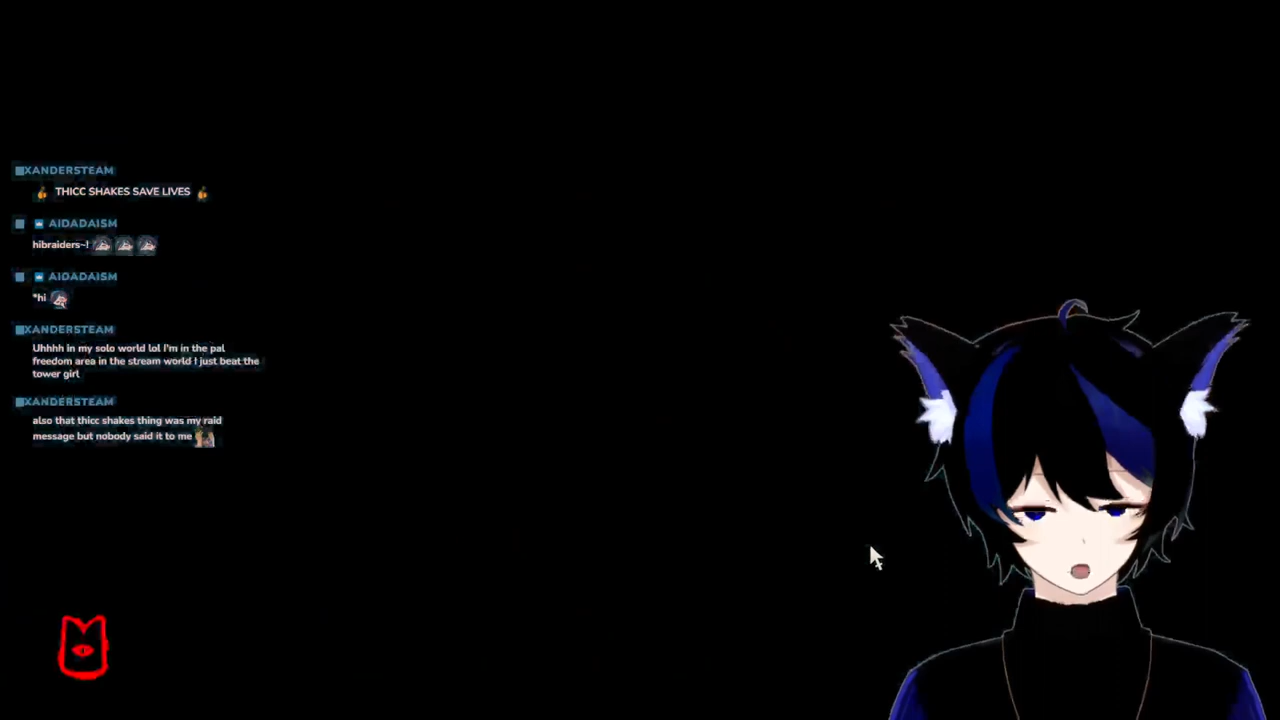 XANDERSTEAM
THICC SHAKES SAVE LIVES
AIDADAISM
hibraiders~!
AIDADAISM
*hi
XANDERSTEAM
Uhhhh in my solo world lol I'm in the pal
freedom area in the stream world I just beat the
tower girl
XANDERSTEAM
also that thicc shakes thing was my raid
message but nobody said it to me